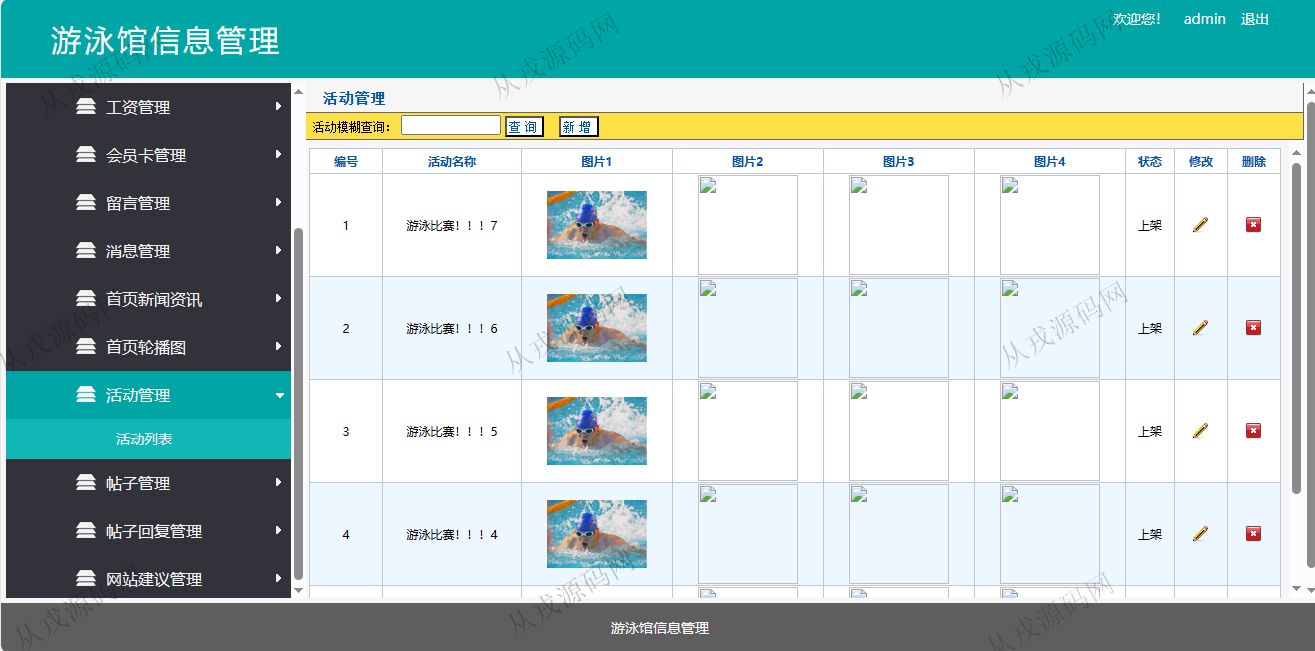 游泳馆信息管理
欢迎您! admin 退出
工资管理
会员卡管理
留言管理
消息管理
首页新闻资讯
首页轮播图
活动管理
活动列表
帖子管理
帖子回复管理
网站建议管理
活动管理
活动模糊查询: 查 询 新 增
编号 活动名称 图片1 图片2 图片3 图片4 状态 修改 删除
1 游泳比赛！！！7 上架
2 游泳比赛！！！6 上架
3 游泳比赛！！！5 上架
4 游泳比赛！！！4 上架
游泳馆信息管理
从戎源码网
从戎源码网
从戎源码网
从戎源码网
从戎源码网
从戎源码网
从戎源码网
从戎源码网
从戎源码网